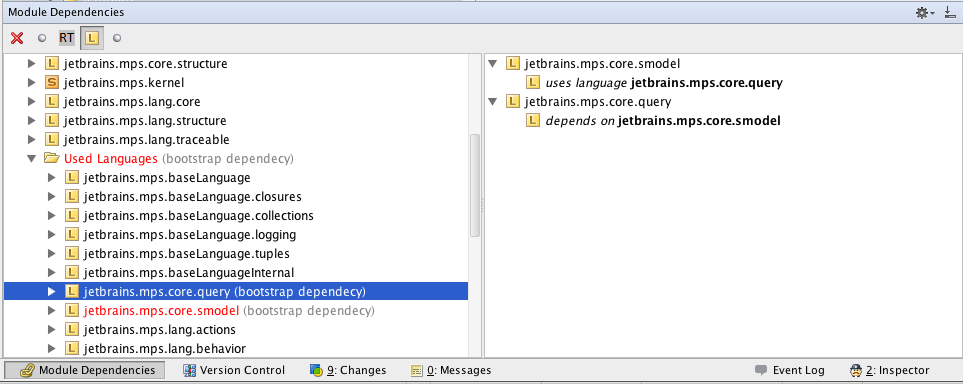 Module Dependencies
RT L
L jetbrains.mps.core.structure
S jetbrains.mps.kernel
L jetbrains.mps.lang.core
L jetbrains.mps.lang.structure
L jetbrains.mps.lang.traceable
Used Languages (bootstrap dependecy)
L jetbrains.mps.baseLanguage
L jetbrains.mps.baseLanguage.closures
L jetbrains.mps.baseLanguage.collections
L jetbrains.mps.baseLanguage.logging
L jetbrains.mps.baseLanguage.tuples
L jetbrains.mps.baseLanguageInternal
L jetbrains.mps.core.query (bootstrap dependecy)
L jetbrains.mps.core.smodel (bootstrap dependecy)
L jetbrains.mps.lang.actions
L jetbrains.mps.lang.behavior
L jetbrains.mps.core.smodel
L uses language jetbrains.mps.core.query
L jetbrains.mps.core.query
L depends on jetbrains.mps.core.smodel
Module Dependencies Version Control 9: Changes 0: Messages Event Log 2: Inspector